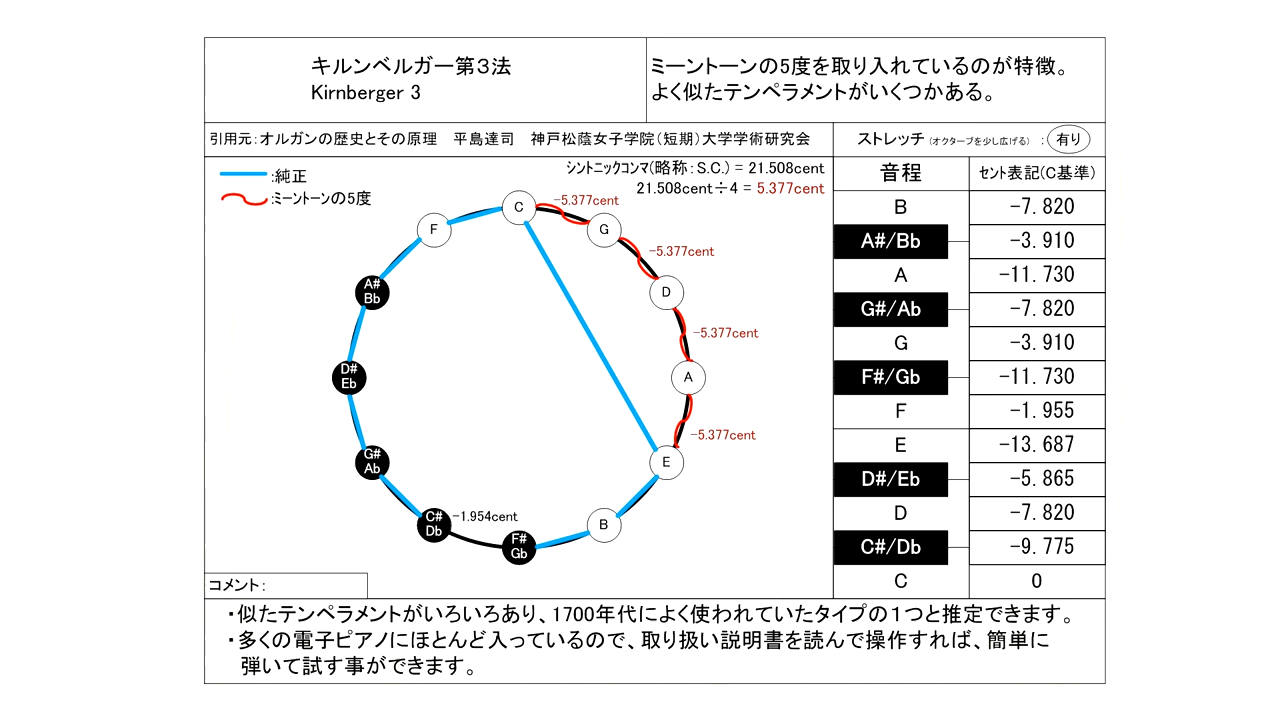 キルンベルガー第３法
Kirnberger 3
ミーントーンの5度を取り入れているのが特徴。
よく似たテンペラメントがいくつかある。
引用元：オルガンの歴史とその原理　平島達司　神戸松蔭女子学院（短期）大学学術研究会
ストレッチ（オクターブを少し広げる）：有り
:純正
:ミーントーンの5度
シントニックコンマ(略称：S.C.) = 21.508cent
21.508cent÷4 = 5.377cent
C
-5.377cent
G
-5.377cent
D
-5.377cent
A
-5.377cent
E
B
F#
Gb
-1.954cent
C#
Db
G#
Ab
D#
Eb
A#
Bb
F
音程
セント表記(C基準)
B -7.820
A#/Bb -3.910
A -11.730
G#/Ab -7.820
G -3.910
F#/Gb -11.730
F -1.955
E -13.687
D#/Eb -5.865
D -7.820
C#/Db -9.775
C 0
コメント：
・似たテンペラメントがいろいろあり、1700年代によく使われていたタイプの１つと推定できます。
・多くの電子ピアノにほとんど入っているので、取り扱い説明書を読んで操作すれば、簡単に
弾いて試す事ができます。